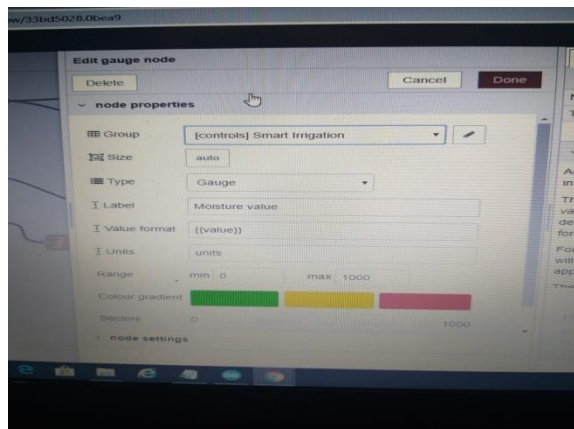 w/33bd5028.0bea9
Edit gauge node
Delete Cancel Done
node properties
Group [controls] Smart Irrigation
Size auto
Type Gauge
Label Moisture value
Value format {{value}}
Units units
Range min 0 max 1000
Colour gradient
Sectors 0 1000
node settings